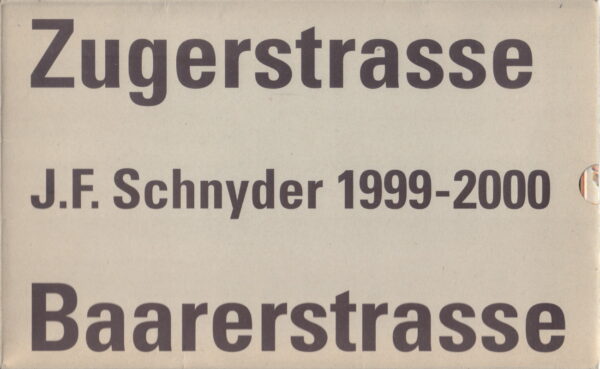 Zugerstrasse
J.F. Schnyder 1999-2000
Baarerstrasse